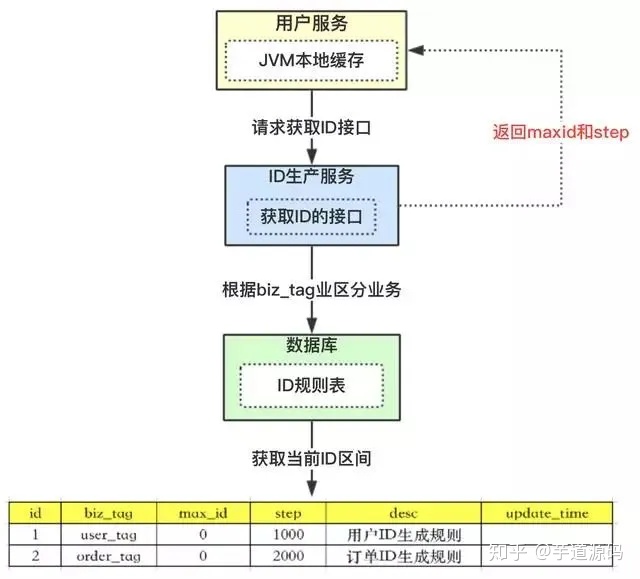 用户服务
JVM本地缓存
请求获取ID接口
返回maxid和step
ID生产服务
获取ID的接口
根据biz_tag业区分业务
数据库
ID规则表
获取当前ID区间
id biz_tag max_id step desc update_time
1 user_tag 0 1000 用户ID生成规则
2 order_tag 0 2000 订单ID生成规则
知乎 @芋道源码